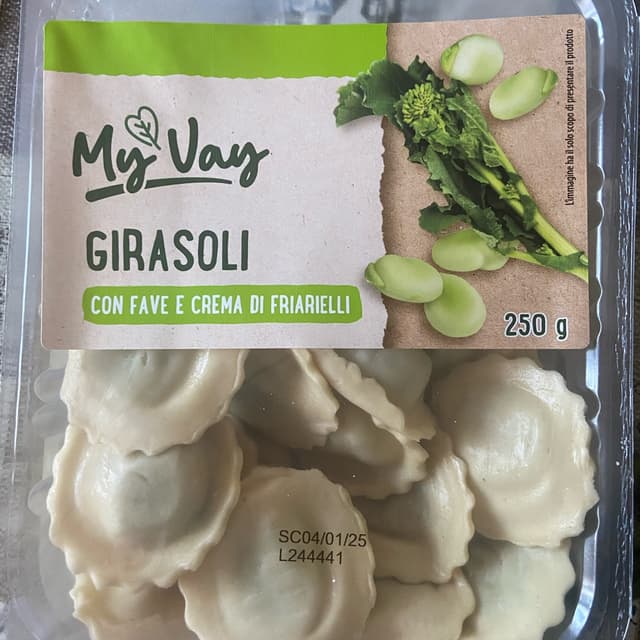 My Vay
GIRASOLI
CON FAVE E CREMA DI FRIARIELLI
250 g
L'immagine ha il solo scopo di presentare il prodotto
SC04/01/25
L244441